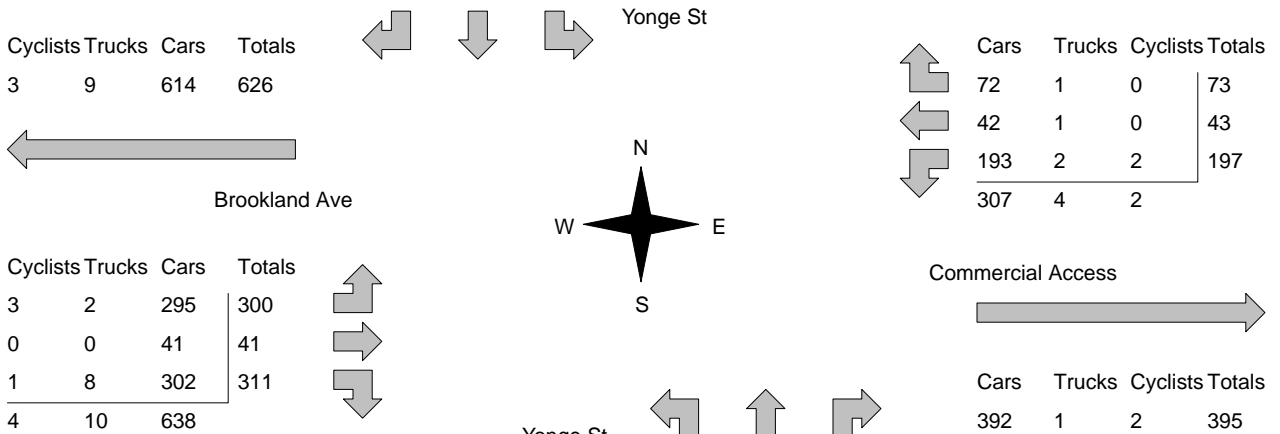 Yonge St
Cyclists Trucks Cars Totals
3 9 614 626
Cars Trucks Cyclists Totals
72 1 0 73
42 1 0 43
193 2 2 197
307 4 2
N
W E
S
Brookland Ave
Cyclists Trucks Cars Totals
3 2 295 300
0 0 41 41
1 8 302 311
4 10 638
Commercial Access
Cars Trucks Cyclists Totals
392 1 2 395
Yonge St